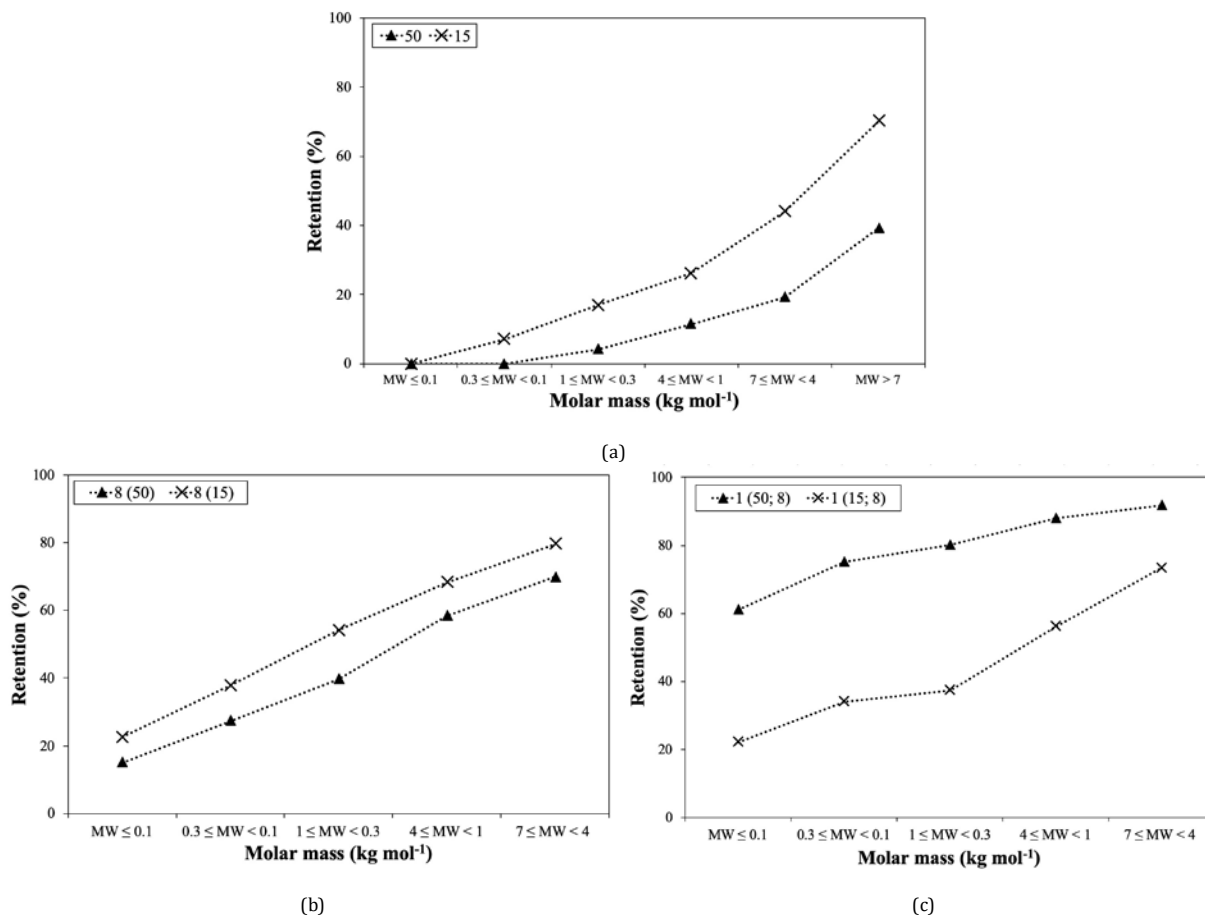 100
50 15
80
60
40
20
0
Retention (%)
MW ≤ 0.1 0.3 ≤ MW < 0.1 1 ≤ MW < 0.3 4 ≤ MW < 1 7 ≤ MW < 4 MW > 7
Molar mass (kg mol⁻¹)
(a)
100
8 (50) 8 (15)
80
60
40
20
0
Retention (%)
MW ≤ 0.1 0.3 ≤ MW < 0.1 1 ≤ MW < 0.3 4 ≤ MW < 1 7 ≤ MW < 4
Molar mass (kg mol⁻¹)
(b)
100
1 (50; 8) 1 (15; 8)
80
60
40
20
0
Retention (%)
MW ≤ 0.1 0.3 ≤ MW < 0.1 1 ≤ MW < 0.3 4 ≤ MW < 1 7 ≤ MW < 4
Molar mass (kg mol⁻¹)
(c)